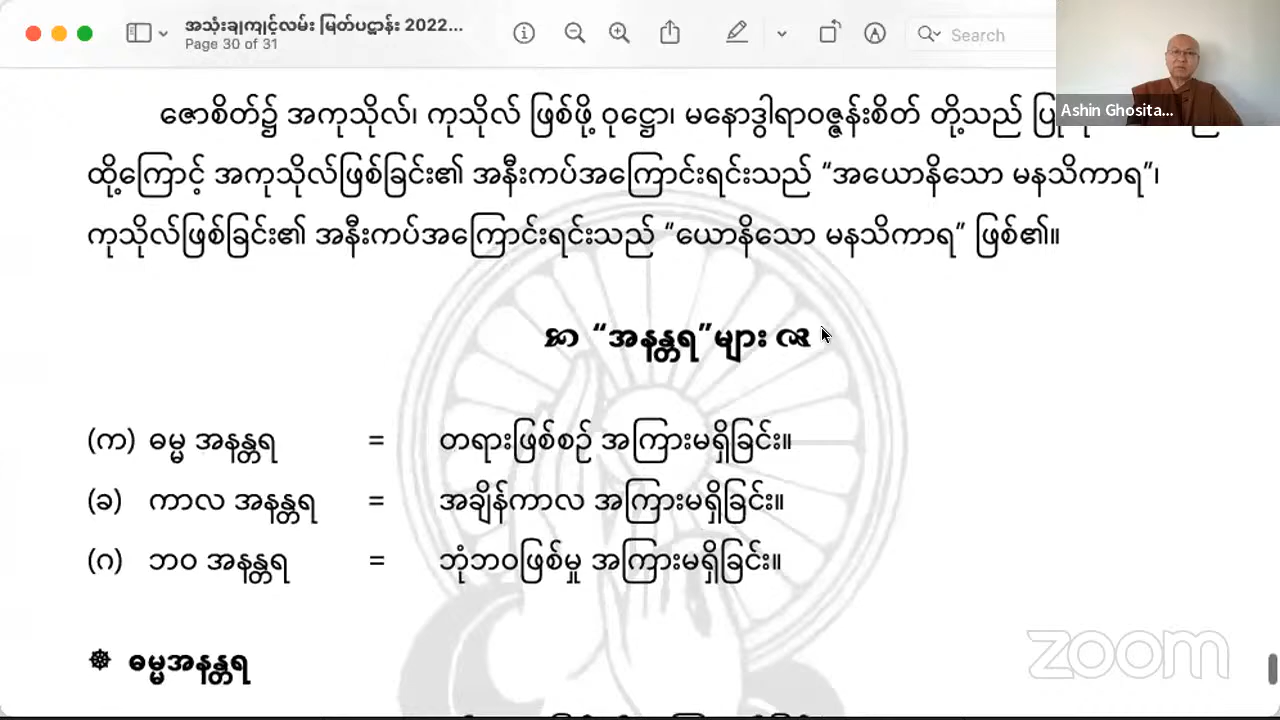 အသုံးချကျင့်လမ်း မြတ်ပဋ္ဌာန်း 2022...
Page 30 of 31
Search
Ashin Ghosita...
ဇောစိတ်၌ အကုသိုလ်၊ ကုသိုလ် ဖြစ်ဖို့ ဝုဋ္ဌော၊ မနောဒွါရာဝဇ္ဇန်းစိတ် တို့သည်
ထို့ကြောင့် အကုသိုလ်ဖြစ်ခြင်း၏ အနီးကပ်အကြောင်းရင်းသည် “အယောနိသော မနသိကာရ”၊
ကုသိုလ်ဖြစ်ခြင်း၏ အနီးကပ်အကြောင်းရင်းသည် “ယောနိသော မနသိကာရ” ဖြစ်၏။
“အနန္တရ”များ
(က) ဓမ္မ အနန္တရ = တရားဖြစ်စဉ် အကြားမရှိခြင်း။
(ခ) ကာလ အနန္တရ = အချိန်ကာလ အကြားမရှိခြင်း။
(ဂ) ဘဝ အနန္တရ = ဘုံဘဝဖြစ်မှု အကြားမရှိခြင်း။
ဓမ္မအနန္တရ
zoom